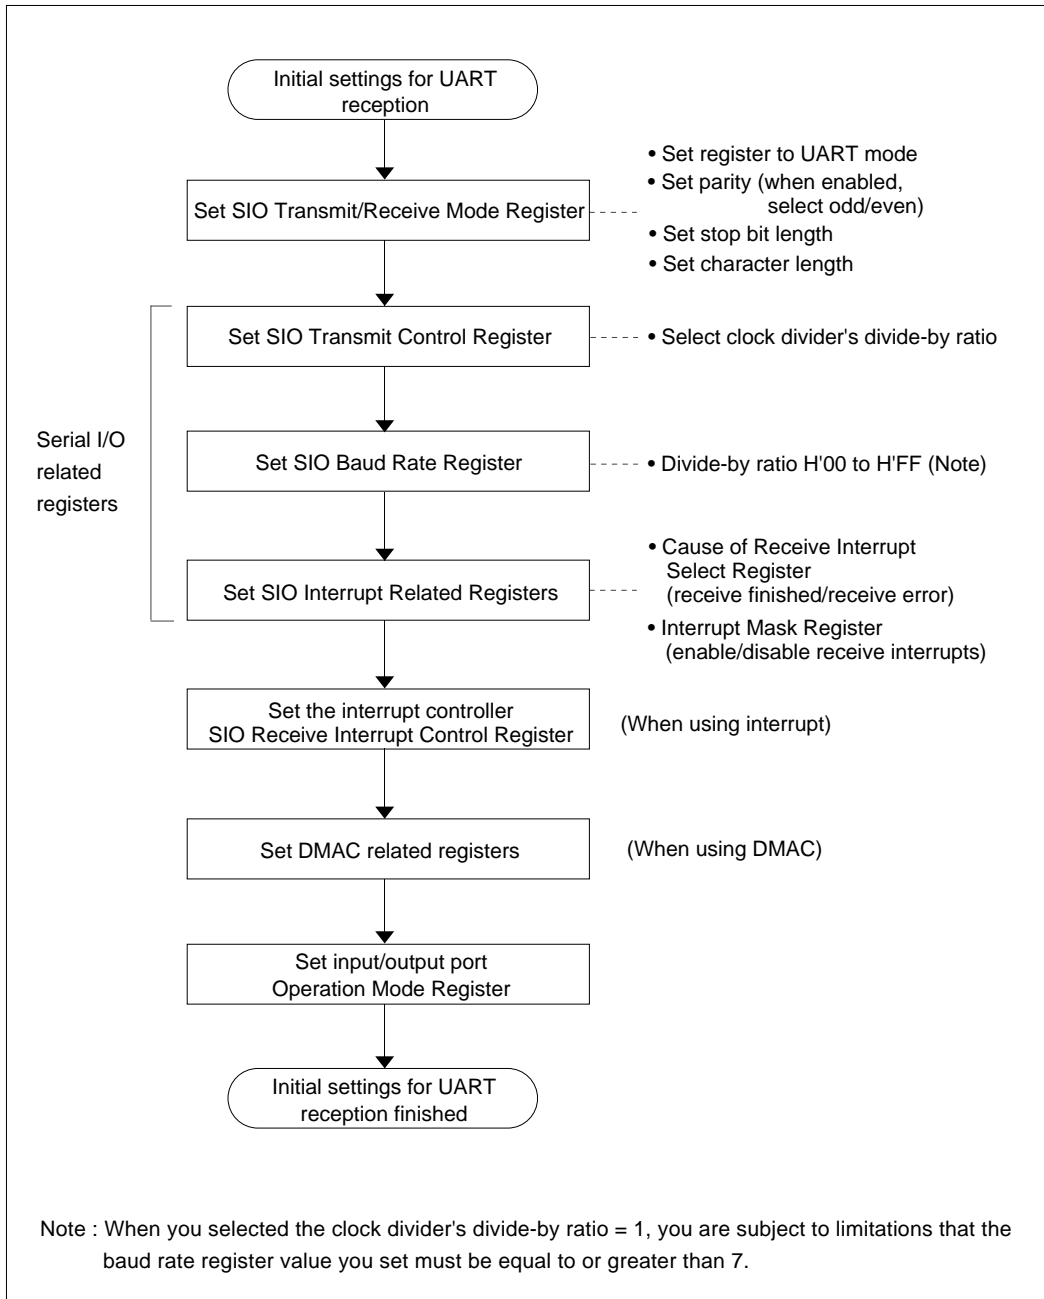 Initial settings for UART
reception
Set SIO Transmit/Receive Mode Register
• Set register to UART mode
• Set parity (when enabled,
select odd/even)
• Set stop bit length
• Set character length
Set SIO Transmit Control Register
• Select clock divider's divide-by ratio
Serial I/O
related
registers
Set SIO Baud Rate Register
• Divide-by ratio H'00 to H'FF (Note)
Set SIO Interrupt Related Registers
• Cause of Receive Interrupt
Select Register
(receive finished/receive error)
• Interrupt Mask Register
(enable/disable receive interrupts)
Set the interrupt controller
SIO Receive Interrupt Control Register
(When using interrupt)
Set DMAC related registers
(When using DMAC)
Set input/output port
Operation Mode Register
Initial settings for UART
reception finished
Note : When you selected the clock divider's divide-by ratio = 1, you are subject to limitations that the
baud rate register value you set must be equal to or greater than 7.